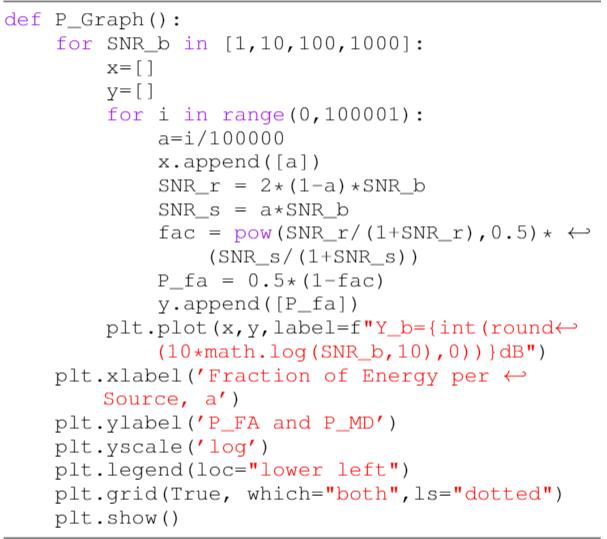 def P_Graph():
    for SNR_b in [1,10,100,1000]:
        x=[]
        y=[]
        for i in range(0,100001):
            a=i/100000
            x.append([a])
            SNR_r = 2*(1-a)*SNR_b
            SNR_s = a*SNR_b
            fac = pow(SNR_r/(1+SNR_r),0.5)* ↩
                (SNR_s/(1+SNR_s))
            P_fa = 0.5*(1-fac)
            y.append([P_fa])
        plt.plot(x,y,label=f"Y_b={int(round↩
            (10*math.log(SNR_b,10),0))}dB")
    plt.xlabel('Fraction of Energy per ↩
        Source, a')
    plt.ylabel('P_FA and P_MD')
    plt.yscale('log')
    plt.legend(loc="lower left")
    plt.grid(True, which="both",ls="dotted")
    plt.show()